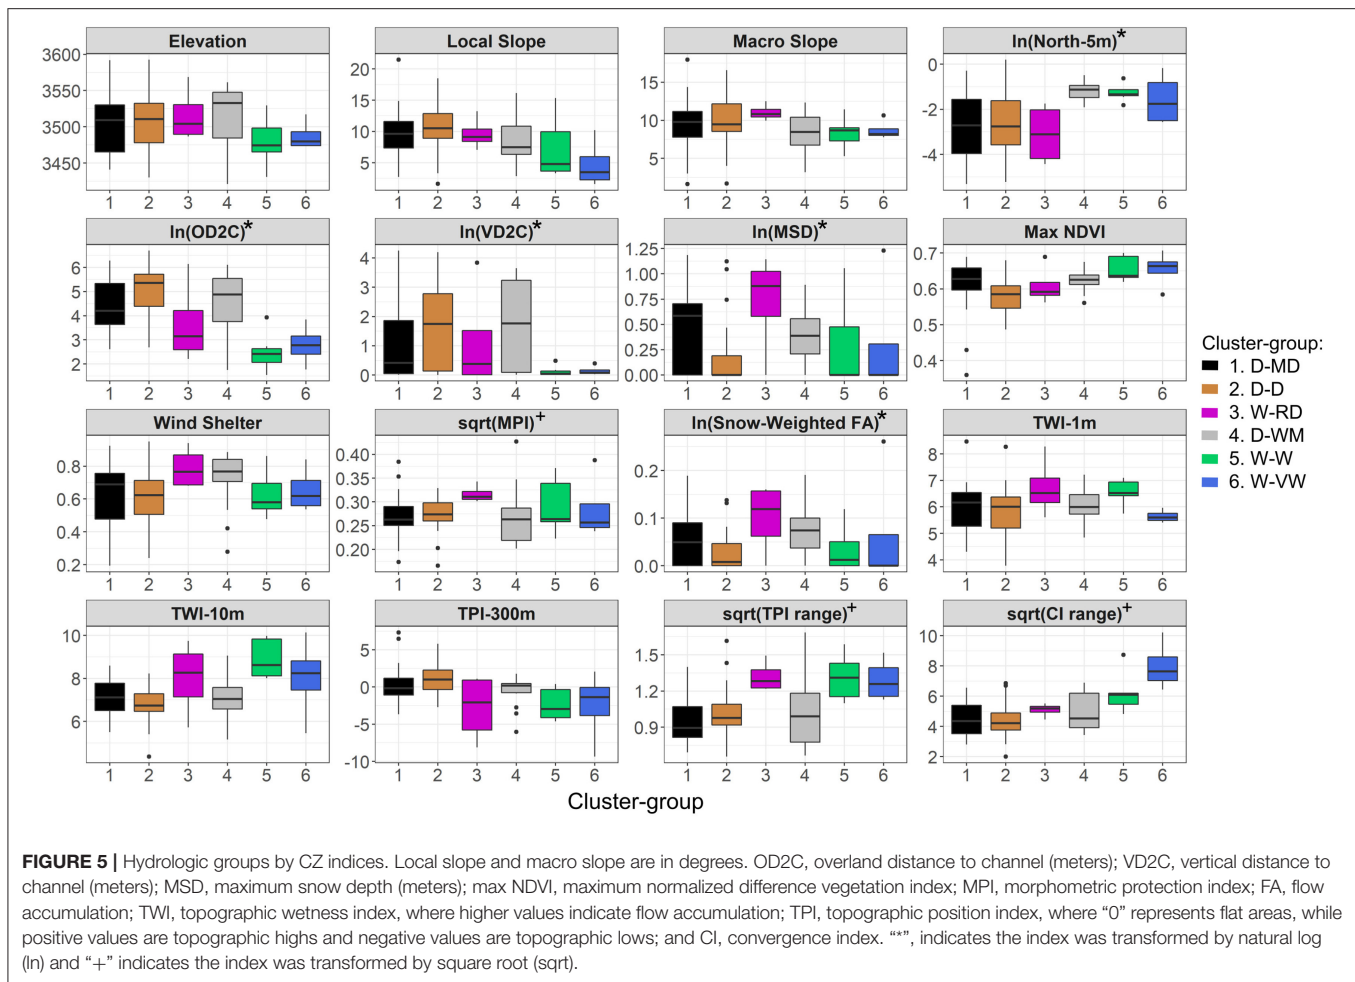 Elevation
Local Slope
Macro Slope
ln(North-5m)*
3600
3550
3500
3450
20
15
10
5
15
10
5
0
-2
-4
1 2 3 4 5 6
1 2 3 4 5 6
1 2 3 4 5 6
1 2 3 4 5 6
ln(OD2C)*
ln(VD2C)*
ln(MSD)*
Max NDVI
6
5
4
3
2
4
3
2
1
0
1.25
1.00
0.75
0.50
0.25
0.00
0.7
0.6
0.5
0.4
1 2 3 4 5 6
1 2 3 4 5 6
1 2 3 4 5 6
1 2 3 4 5 6
Wind Shelter
sqrt(MPI)+
ln(Snow-Weighted FA)*
TWI-1m
0.8
0.6
0.4
0.2
0.40
0.35
0.30
0.25
0.20
0.2
0.1
0.0
8
7
6
5
4
1 2 3 4 5 6
1 2 3 4 5 6
1 2 3 4 5 6
1 2 3 4 5 6
TWI-10m
TPI-300m
sqrt(TPI range)+
sqrt(CI range)+
10
8
6
5
0
-5
-10
1.5
1.2
0.9
10
8
6
4
2
1 2 3 4 5 6
1 2 3 4 5 6
1 2 3 4 5 6
1 2 3 4 5 6
Cluster-group
Cluster-group:
1. D-MD
2. D-D
3. W-RD
4. D-WM
5. W-W
6. W-VW
FIGURE 5 | Hydrologic groups by CZ indices. Local slope and macro slope are in degrees. OD2C, overland distance to channel (meters); VD2C, vertical distance to
channel (meters); MSD, maximum snow depth (meters); max NDVI, maximum normalized difference vegetation index; MPI, morphometric protection index; FA, flow
accumulation; TWI, topographic wetness index, where higher values indicate flow accumulation; TPI, topographic position index, where “0” represents flat areas, while
positive values are topographic highs and negative values are topographic lows; and CI, convergence index. “*”, indicates the index was transformed by natural log
(ln) and “+” indicates the index was transformed by square root (sqrt).